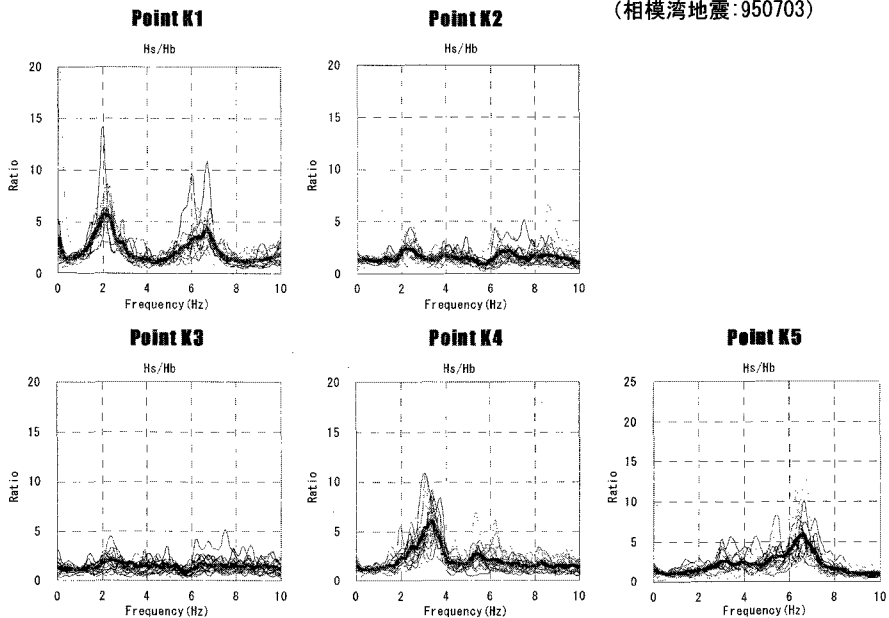 (相模湾地震:950703)
Point K1
Hs/Hb
20
15
10
5
0
Ratio
0 2 4 6 8 10
Frequency(Hz)
Point K2
Hs/Hb
20
15
10
5
0
Ratio
0 2 4 6 8 10
Frequency(Hz)
Point K3
Hs/Hb
20
15
10
5
0
Ratio
0 2 4 6 8 10
Frequency(Hz)
Point K4
Hs/Hb
20
15
10
5
0
Ratio
0 2 4 6 8 10
Frequency(Hz)
Point K5
Hs/Hb
25
20
15
10
5
0
Ratio
0 2 4 6 8 10
Frequency(Hz)